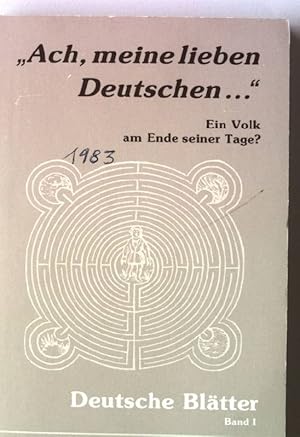 „Ach, meine lieben
Deutschen..."
Ein Volk
am Ende seiner Tage?
1983
Deutsche Blätter
Band I